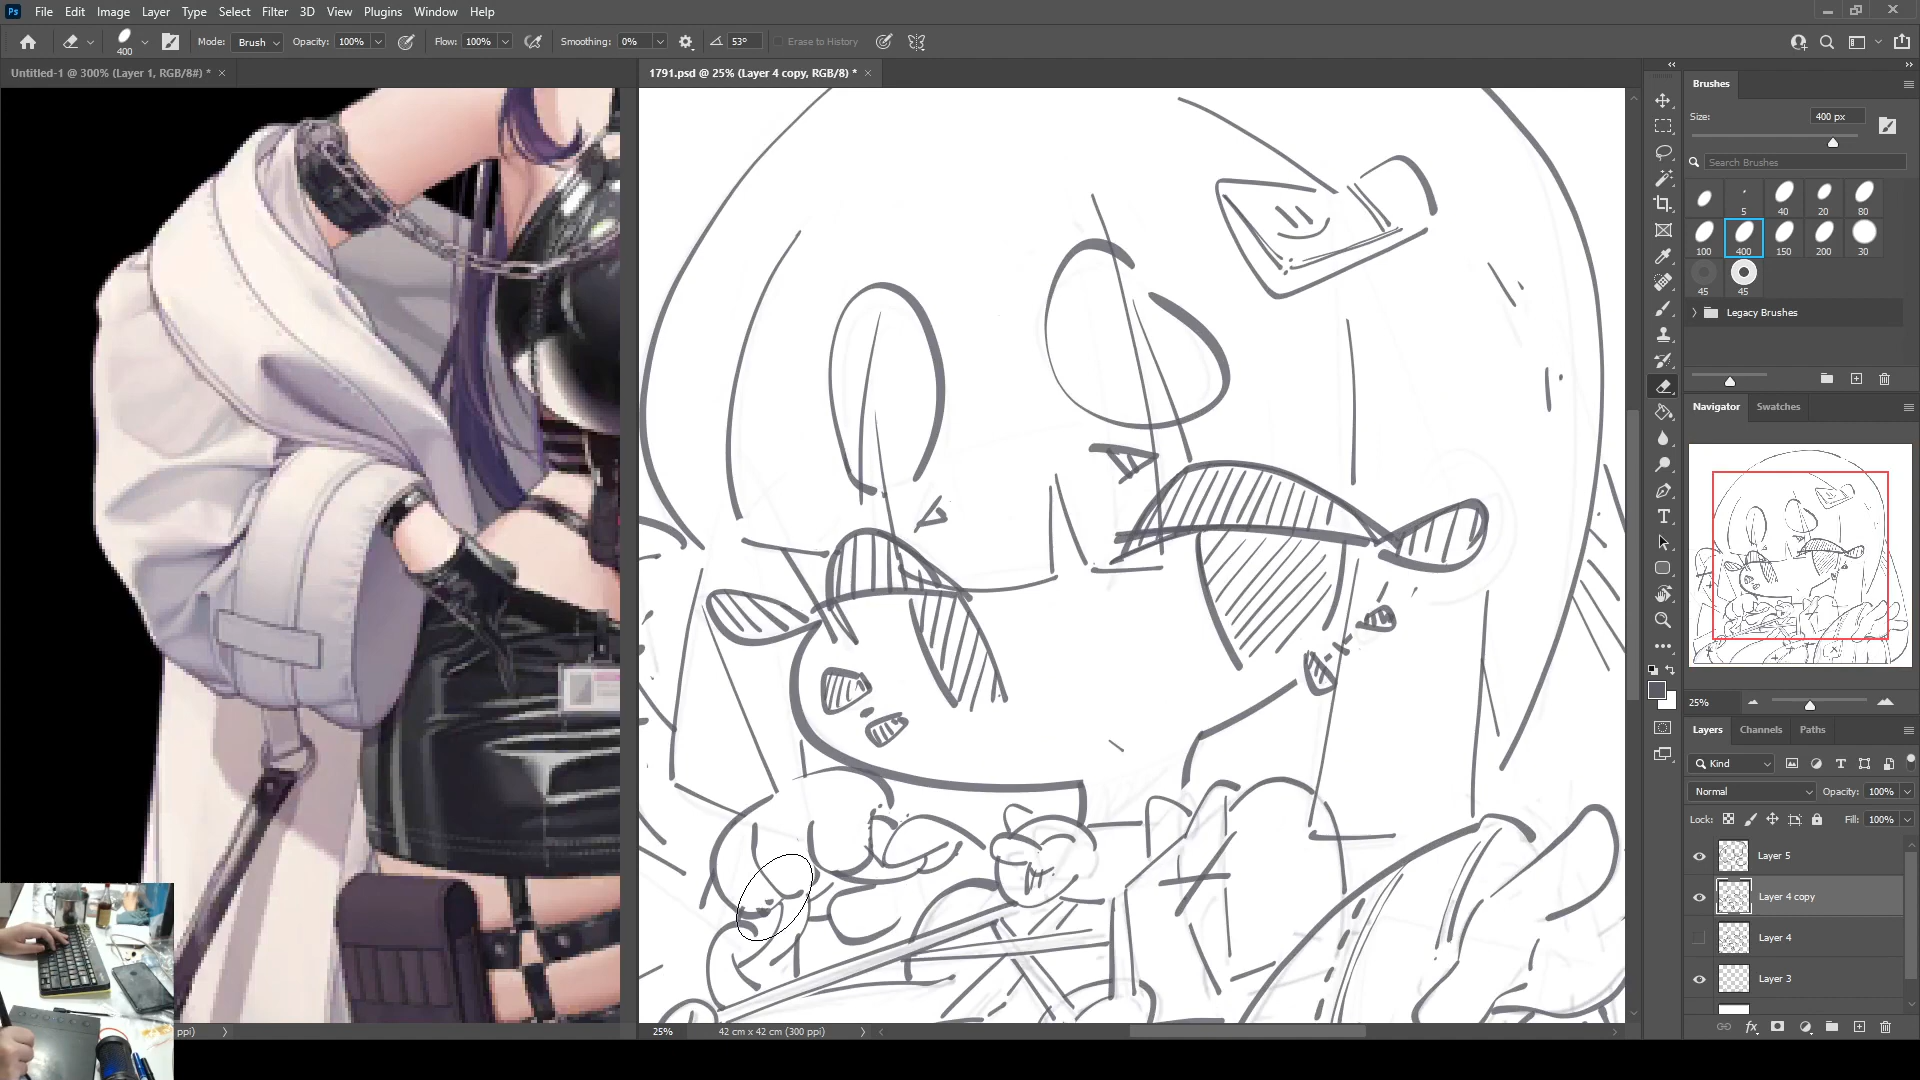 Ps File Edit Image Layer Type Select Filter 3D View Plugins Window Help
400 Mode: Brush Opacity: 100% Flow: 100% Smoothing: 0% 53° Erase to History
Untitled-1 @ 300% (Layer 1, RGB/8#) * ×
1791.psd @ 25% (Layer 4 copy, RGB/8) * ×
Brushes
Size: 400 px
Search Brushes
5 40 20 80
100 400 150 200 30
45 45
Legacy Brushes
Navigator Swatches
25%
Layers Channels Paths
Kind
Normal Opacity: 100%
Lock: Fill: 100%
Layer 5
Layer 4 copy
Layer 4
Layer 3
ppi)
25% 42 cm x 42 cm (300 ppi)